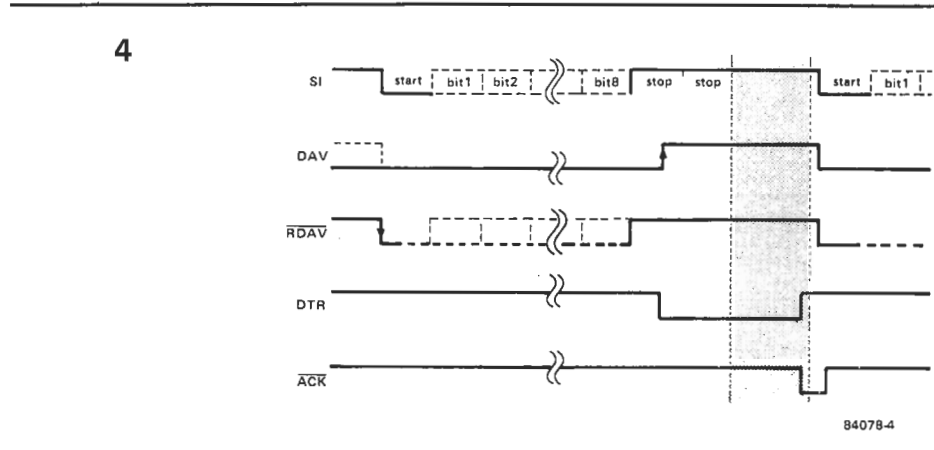 4
SI start bit1 bit2 bit8 stop stop start bit1
DAV
RDAV
DTR
ACK
84078-4